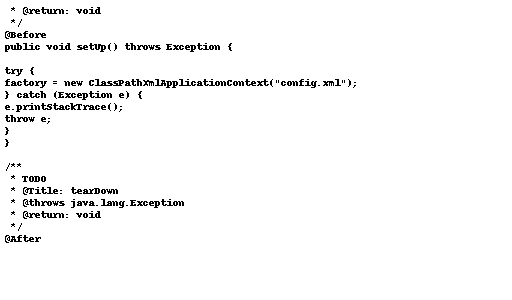 * @return: void
 */
@Before
public void setUp() throws Exception {

try {
factory = new ClassPathXmlApplicationContext("config.xml");
} catch (Exception e) {
e.printStackTrace();
throw e;
}
}

/**
 * TODO
 * @Title: tearDown
 * @throws java.lang.Exception
 * @return: void
 */
@After